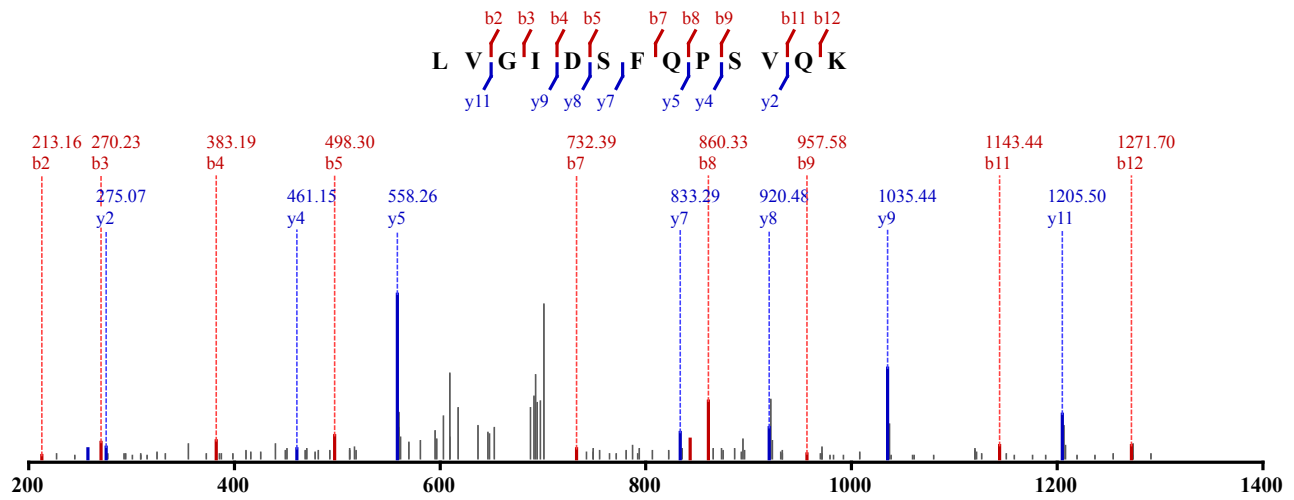 b2 b3 b4 b5 b7 b8 b9 b11 b12
L V G I D S F Q P S V Q K
y11 y9 y8 y7 y5 y4 y2
213.16 270.23 383.19 498.30 732.39 860.33 957.58 1143.44 1271.70
b2 b3 b4 b5 b7 b8 b9 b11 b12
275.07 461.15 558.26 833.29 920.48 1035.44 1205.50
y2 y4 y5 y7 y8 y9 y11
200 400 600 800 1000 1200 1400